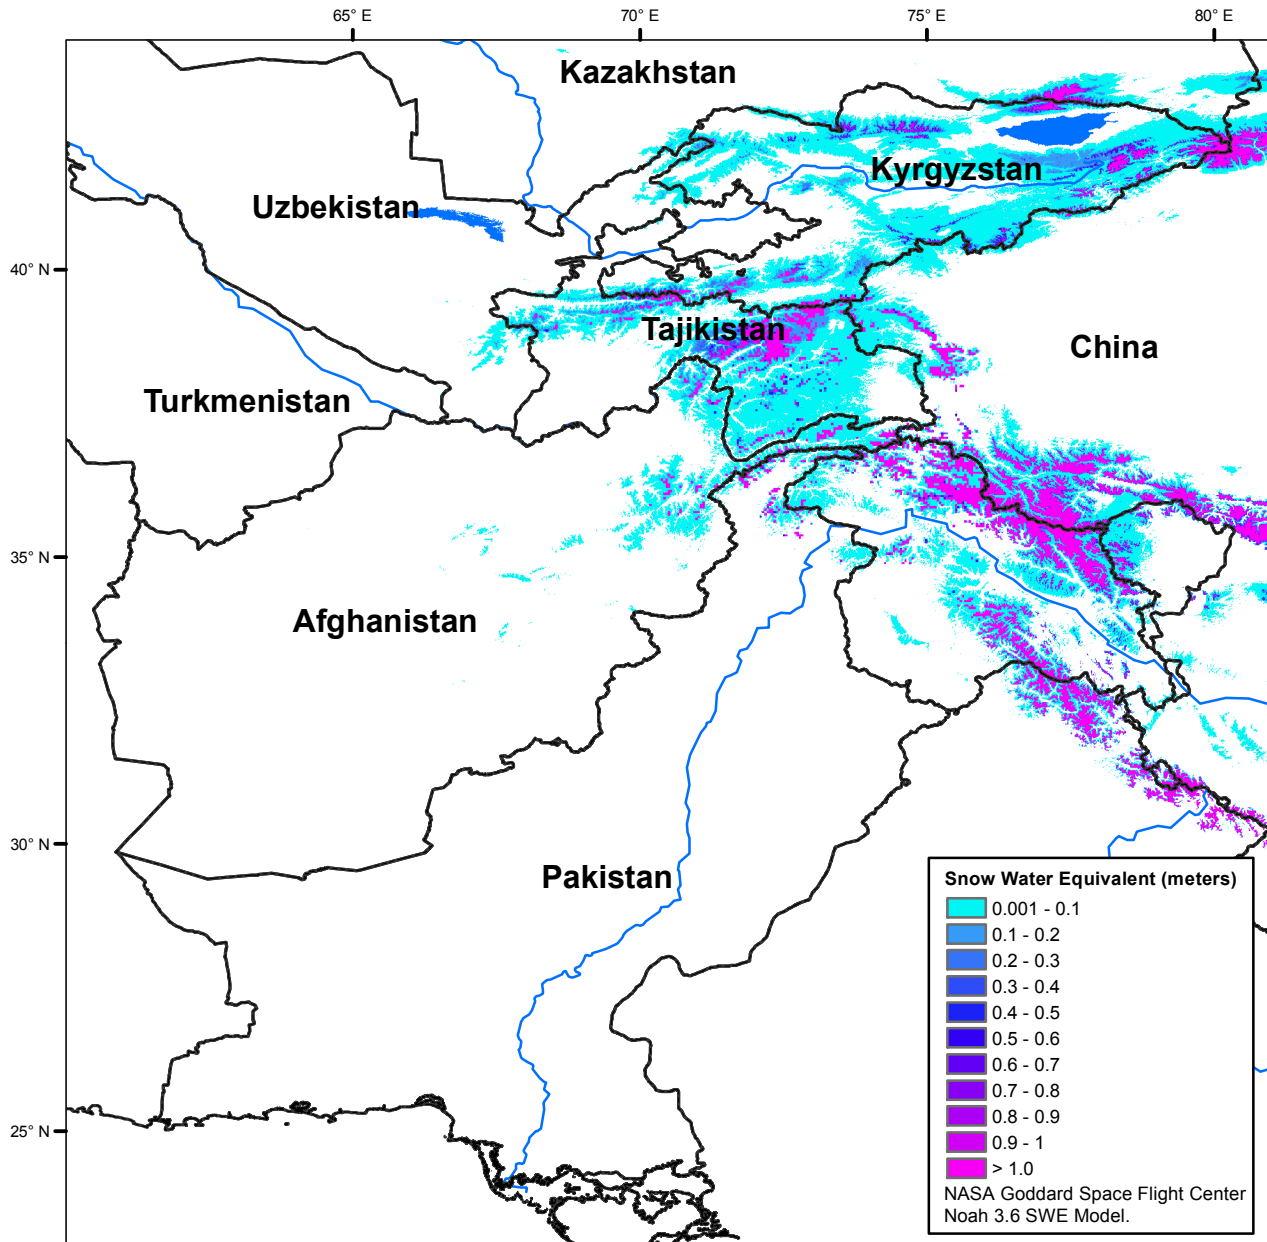 65° E
70° E
75° E
80° E
Kazakhstan
Kyrgyzstan
Uzbekistan
40° N
Tajikistan
China
Turkmenistan
35° N
Afghanistan
30° N
Pakistan
Snow Water Equivalent (meters)
0.001 - 0.1
0.1 - 0.2
0.2 - 0.3
0.3 - 0.4
0.4 - 0.5
0.5 - 0.6
0.6 - 0.7
0.7 - 0.8
0.8 - 0.9
0.9 - 1
> 1.0
NASA Goddard Space Flight Center
Noah 3.6 SWE Model.
25° N